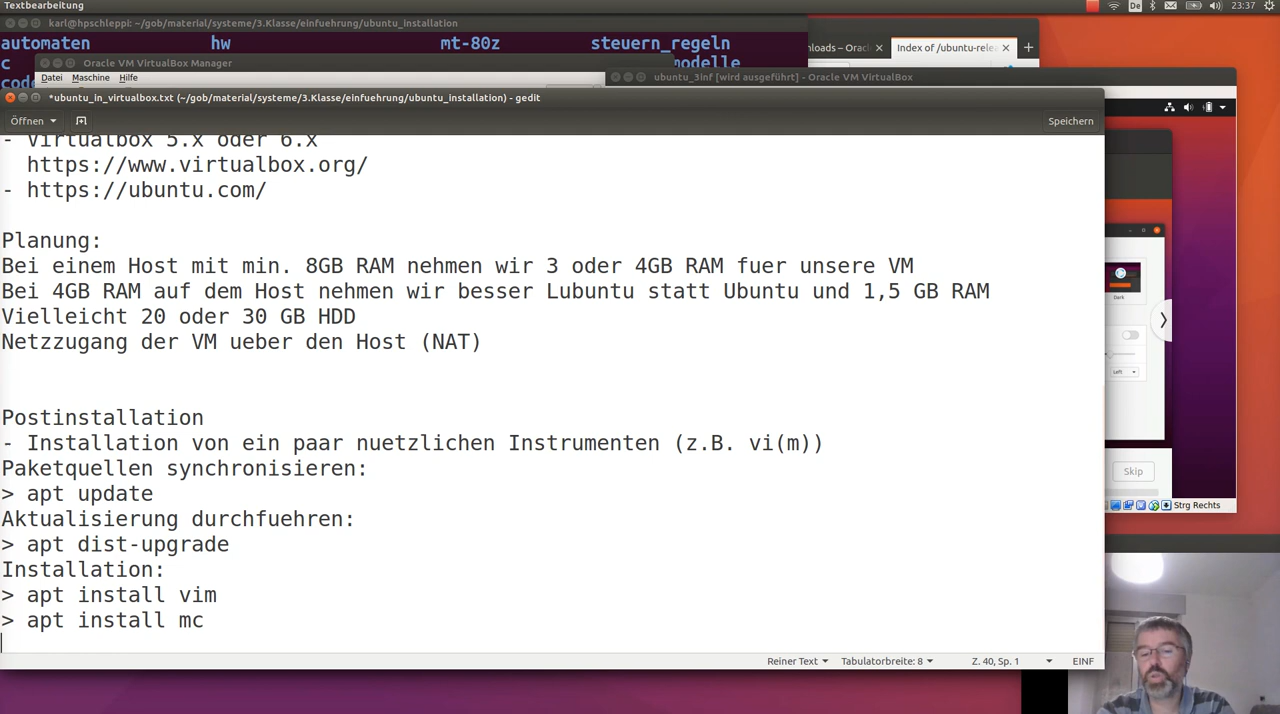 Textbearbeitung
De
23:37
karl@hpschleppi: ~/gob/material/systeme/3.Klasse/einfuehrung/ubuntu_installation
automaten hw mt-80z steuern_regeln
c modelle
Oracle VM VirtualBox Manager
Datei Maschine Hilfe
nloads – Oracl
Index of /ubuntu-relea
ubuntu_3inf [wird ausgeführt] - Oracle VM VirtualBox
*ubuntu_in_virtualbox.txt (~/gob/material/systeme/3.Klasse/einfuehrung/ubuntu_installation) - gedit
Öffnen
Speichern
- Virtualbox 5.x oder 6.x
https://www.virtualbox.org/
- https://ubuntu.com/
Planung:
Bei einem Host mit min. 8GB RAM nehmen wir 3 oder 4GB RAM fuer unsere VM
Bei 4GB RAM auf dem Host nehmen wir besser Lubuntu statt Ubuntu und 1,5 GB RAM
Vielleicht 20 oder 30 GB HDD
Netzzugang der VM ueber den Host (NAT)
Postinstallation
- Installation von ein paar nuetzlichen Instrumenten (z.B. vi(m))
Paketquellen synchronisieren:
> apt update
Aktualisierung durchfuehren:
> apt dist-upgrade
Installation:
> apt install vim
> apt install mc
Reiner Text Tabulatorbreite: 8 Z. 40, Sp. 1 EINF
Dark
Left
Skip
Strg Rechts